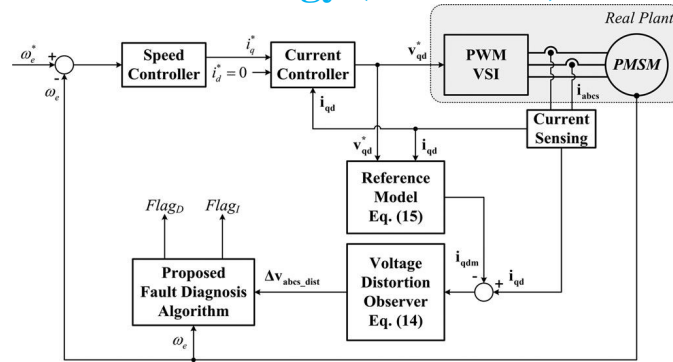 Real Plant
ω*e
+
-
ωe
Speed
Controller
i*q
i*d = 0
Current
Controller
v*qd
PWM
VSI
PMSM
iabcs
Current
Sensing
iqd
v*qd
iqd
Reference
Model
Eq. (15)
iqdm
-
+
iqd
FlagD
FlagI
Proposed
Fault Diagnosis
Algorithm
Δvabcs_dist
Voltage
Distortion
Observer
Eq. (14)
ωe